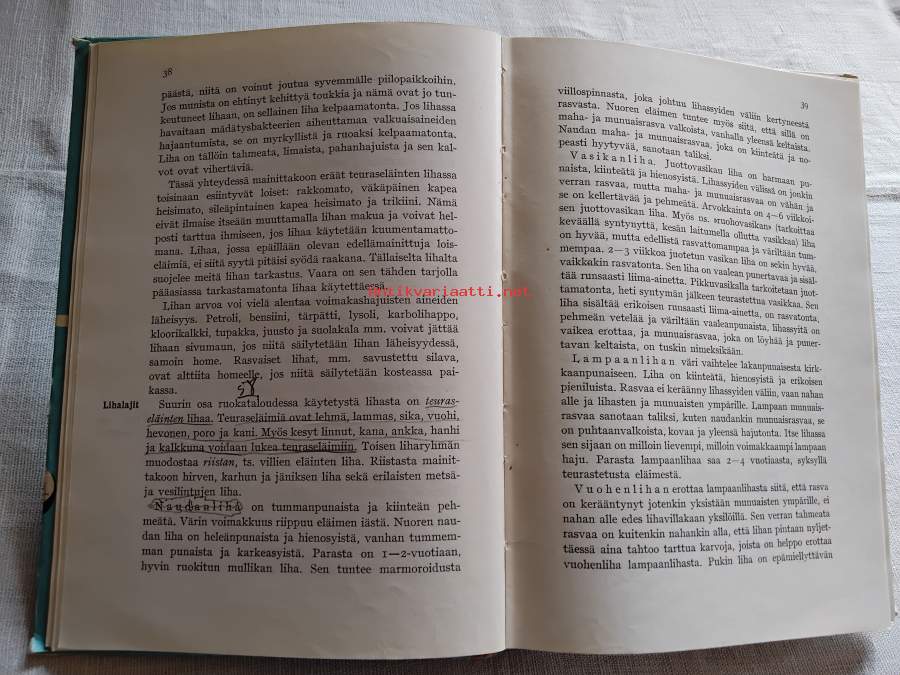 38
päästä, niitä on voinut joutua syvemmälle piilopaikkoihin.
Jos munista on ehtinyt kehittyä toukkia ja nämä ovat jo tun-
keutuneet lihaan, on sellainen liha kelpaamatonta. Jos lihassa
havaitaan mädätysbakteerien aiheuttamaa valkuaisaineiden
hajaantumista, se on myrkyllistä ja ruoaksi kelpaamatonta.
Liha on tällöin tahmeata, limaista, pahanhajuista ja sen kal-
vot ovat vihertäviä.
Tässä yhteydessä mainittakoon eräät teuraseläinten lihassa
toisinaan esiintyvät loiset: rakkomato, väkäpäinen kapea
heisimato, sileäpintainen kapea heisimato ja trikiini. Nämä
eivät ilmaise itseään muuttamalla lihan makua ja voivat hel-
posti tarttua ihmiseen, jos lihaa käytetään kuumentamatto-
mana. Lihaa, jossa epäillään olevan edellämainittuja lois-
eläimiä, ei siitä syytä pitäisi syödä raakana. Tällaiselta lihalta
suojelee meitä lihan tarkastus. Vaara on sen tähden tarjolla
pääasiassa tarkastamatonta lihaa käytettäessä.
Lihan arvoa voi vielä alentaa voimakashajuisten aineiden
läheisyys. Petroli, bensiini, tärpätti, lysoli, karbolihappo,
kloorikalkki, tupakka, juusto ja suolakala mm. voivat jättää
lihaan sivumaun, jos niitä säilytetään lihan läheisyydessä,
samoin home. Rasvaiset lihat, mm. savustettu silava,
ovat alttiita homeelle, jos niitä säilytetään kosteassa pai-
kassa.
Lihalajit Suurin osa ruokataloudessa käytetystä lihasta on teuras-
eläinten lihaa. Teuraseläimiä ovat lehmä, lammas, sika, vuohi,
hevonen, poro ja kani. Myös kesyt linnut, kana, ankka, hanhi
ja kalkkuna voidaan lukea teuraseläimiin. Toisen liharyhmän
muodostaa riistan, ts. villien eläinten liha. Riistasta mainit-
takoon hirven, karhun ja jäniksen liha sekä erilaisten metsä-
ja vesilintujen liha.
Naudanliha on tummanpunaista ja kiinteän peh-
meätä. Värin voimakkuus riippuu eläimen iästä. Nuoren nau-
dan liha on heleänpunaista ja hienosyistä, vanhan tummem-
man punaista ja karkeasyistä. Parasta on 1—2-vuotiaan,
hyvin ruokitun mullikan liha. Sen tuntee marmoroidusta
39
viillospinnasta, joka johtuu lihassyiden väliin kertyneestä
rasvasta. Nuoren eläimen tuntee myös siitä, että sillä on
maha- ja munuaisrasva valkoista, vanhalla yleensä keltaista.
Naudan maha- ja munuaisrasvaa, joka on kiinteätä ja no-
peasti hyytyvää, sanotaan taliksi.
Vasikanliha. Juottovasikan liha on harmaan pu-
naista, kiinteätä ja hienosyistä. Lihassyiden välissä on jonkin
verran rasvaa, mutta maha- ja munuaisrasvaa on vähän ja
se on kellertävää ja pehmeätä. Arvokkainta on 4—6 viikkoi-
sen juottovasikan liha. Myös ns. »ruohovasikan» (tarkoittaa
keväällä syntynyttä, kesän laitumella ollutta vasikkaa) liha
on hyvää, mutta edellistä rasvattomampaa ja väriltään tum-
mempaa. 2—3 viikkoa juotetun vasikan liha on sekin hyvää,
vaikkakin rasvatonta. Sen liha on vaalean punertavaa ja sisäl-
tää runsaasti liima-ainetta. Pikkuvasikalla tarkoitetaan juot-
tamatonta, heti syntymän jälkeen teurastettua vasikkaa. Sen
liha sisältää erikoisen runsaasti liima-ainetta, on rasvatonta,
pehmeän vetelää ja väriltään vaaleanpunaista, lihassyitä on
vaikea erottaa, ja munuaisrasvaa, joka on löyhää ja puner-
tavan keltaista, on tuskin nimeksikään.
Lampaanlihan väri vaihtelee lakanpunaisesta kirk-
kaanpunaiseen. Liha on kiinteätä, hienosyistä ja erikoisen
pieniluista. Rasvaa ei keräänny lihassyiden väliin, vaan nahan
alle ja lihasten ja munuaisten ympärille. Lampaan munuais-
rasvaa sanotaan taliksi, kuten naudankin munuaisrasvaa, se
on puhtaanvalkoista, kovaa ja yleensä hajutonta. Itse lihassa
sen sijaan on milloin lievempi, milloin voimakkaampi lampaan
haju. Parasta lampaanlihaa saa 2—4 vuotiaasta, syksyllä
teurastetusta eläimestä.
Vuohenlihan erottaa lampaanlihasta siitä, että rasva
on kerääntynyt jotenkin yksistään munuaisten ympärille, ei
nahan alle edes lihavillakaan yksilöillä. Sen verran tahmeata
rasvaa on kuitenkin nahankin alla, että lihan pintaan nyljet-
täessä aina tahtoo tarttua karvoja, joista on helppo erottaa
vuohenliha lampaanlihasta. Pukin liha on epämiellyttävän
antikvariaatti.net